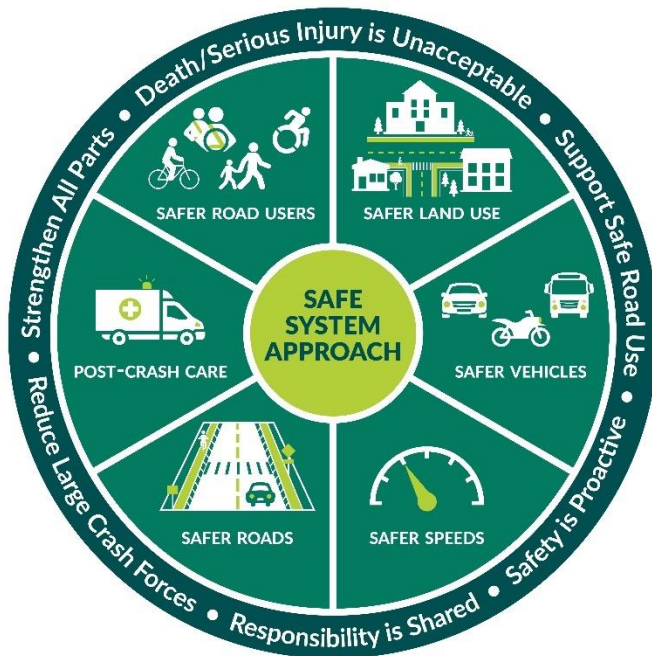 Death/Serious Injury is Unacceptable • Support Safe Road Use • Safety is Proactive • Responsibility is Shared • Reduce Large Crash Forces • Strengthen All Parts •
SAFER ROAD USERS
SAFER LAND USE
SAFE
SYSTEM
APPROACH
POST-CRASH CARE
SAFER VEHICLES
SAFER ROADS
SAFER SPEEDS